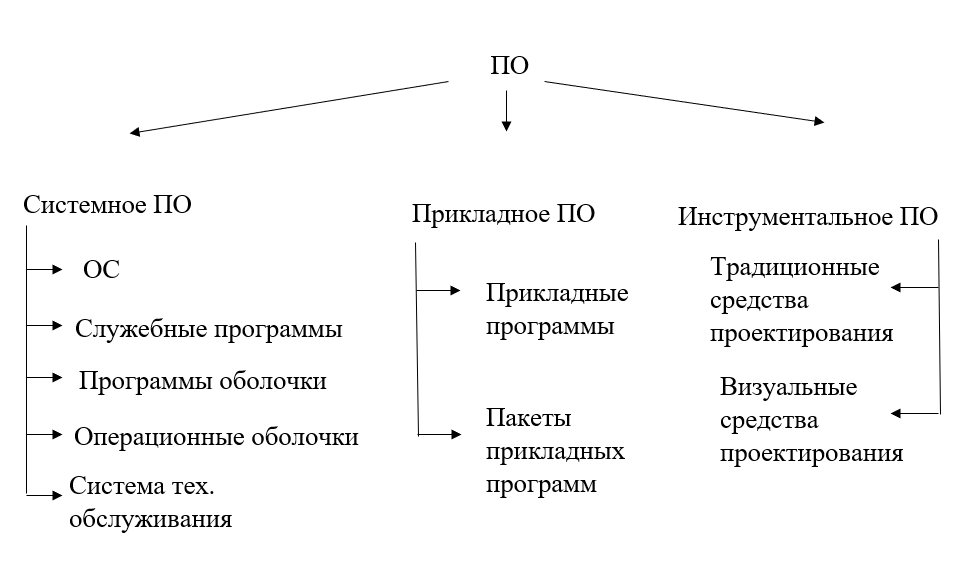 ПО
Системное ПО
ОС
Служебные программы
Программы оболочки
Операционные оболочки
Система тех.
обслуживания
Прикладное ПО
Прикладные
программы
Пакеты
прикладных
программ
Инструментальное ПО
Традиционные
средства
проектирования
Визуальные
средства
проектирования